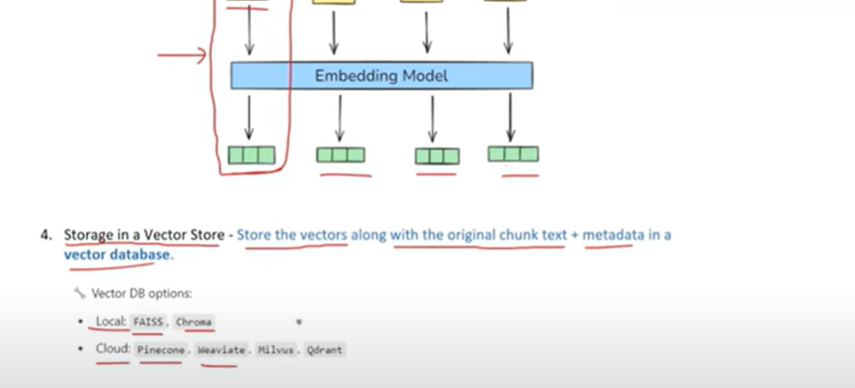 Embedding Model
4. Storage in a Vector Store - Store the vectors along with the original chunk text + metadata in a
vector database.
Vector DB options:
• Local: FAISS, Chroma
• Cloud: Pinecone, Weaviate, Milvus, Qdrant